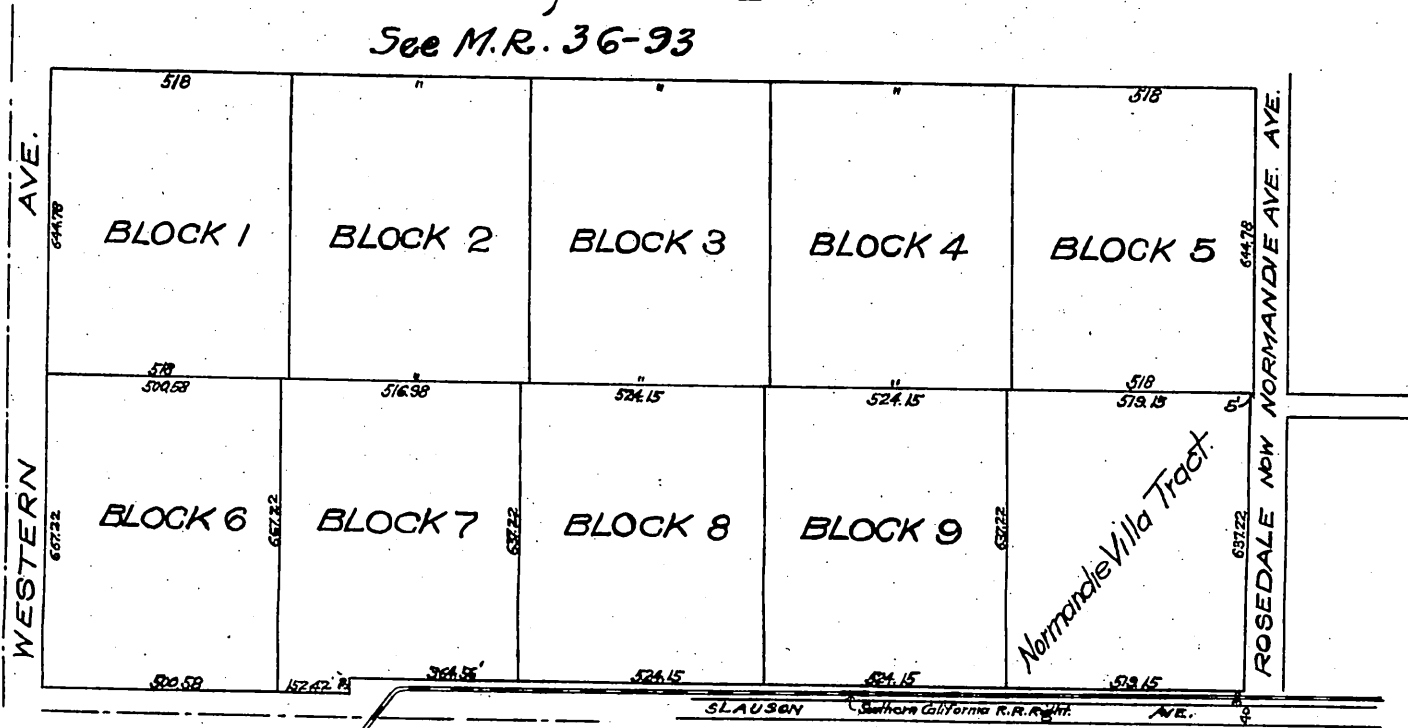 See M.R. 36-93
518 " " " 518
AVE.
644.78
BLOCK 1 BLOCK 2 BLOCK 3 BLOCK 4 BLOCK 5
644.78
518 " " " 518
500.58 516.98 524.15 524.15 519.15 5'
WESTERN
667.22
BLOCK 6
667.22
BLOCK 7
637.22
BLOCK 8
BLOCK 9
637.22
Normandie Villa Tract.
637.22
ROSEDALE NOW NORMANDIE AVE. AVE.
500.58 152.42 364.56' 524.15 524.15 519.15
SLAUSON Southern California R.R. Right. AVE.
40